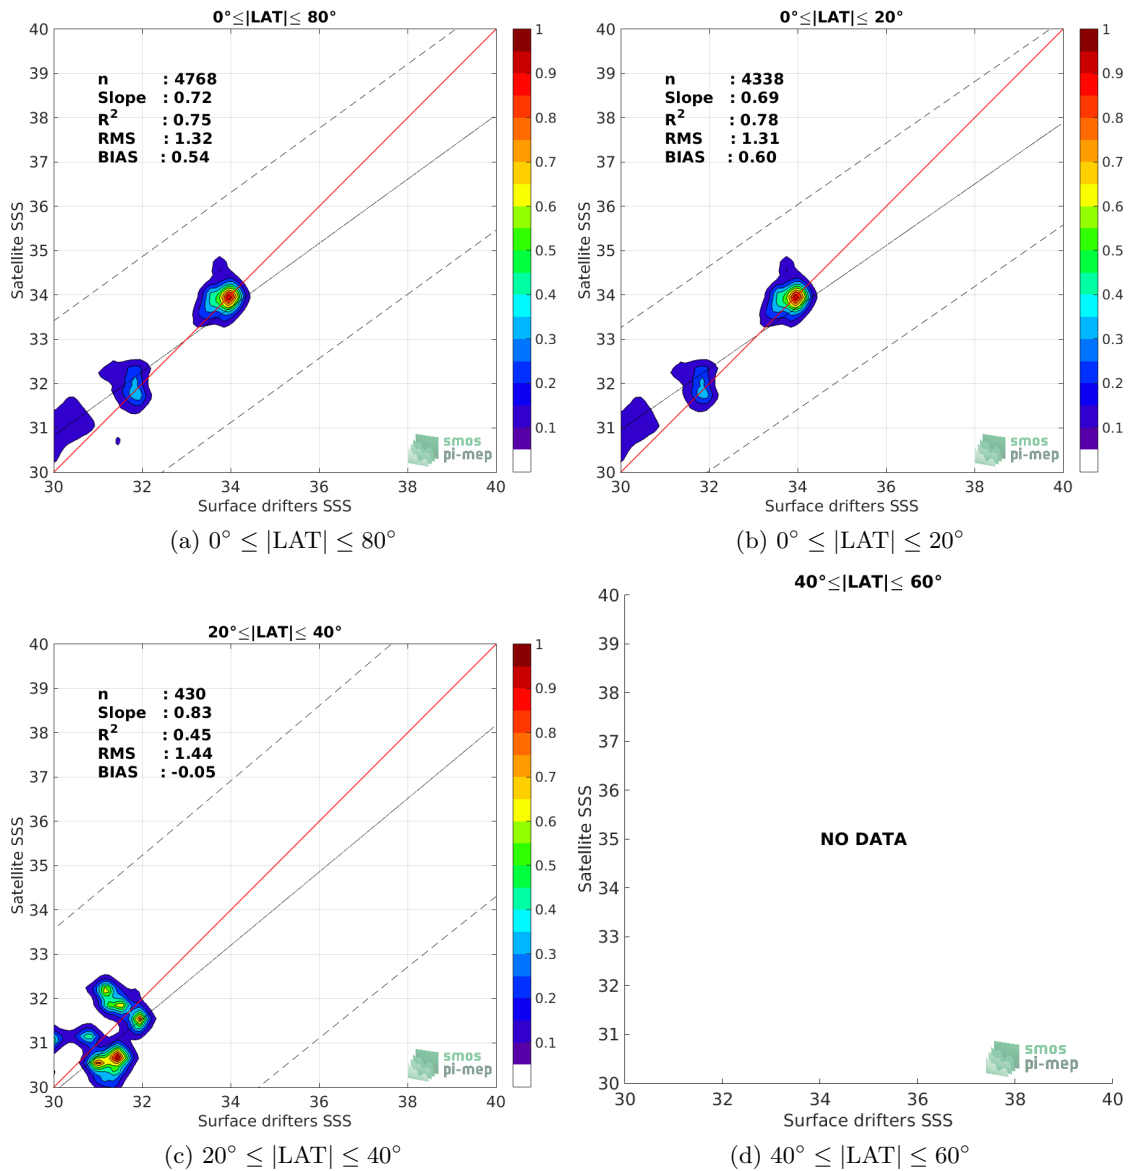 0°≤|LAT|≤ 80°
40
39
38
37
36
35
34
33
32
31
30
Satellite SSS
n : 4768
Slope : 0.72
R² : 0.75
RMS : 1.32
BIAS : 0.54
smos
pi-mep
30 32 34 36 38 40
Surface drifters SSS
1
0.9
0.8
0.7
0.6
0.5
0.4
0.3
0.2
0.1
(a) 0° ≤ |LAT| ≤ 80°
0°≤|LAT|≤ 20°
40
39
38
37
36
35
34
33
32
31
30
Satellite SSS
n : 4338
Slope : 0.69
R² : 0.78
RMS : 1.31
BIAS : 0.60
smos
pi-mep
30 32 34 36 38 40
Surface drifters SSS
1
0.9
0.8
0.7
0.6
0.5
0.4
0.3
0.2
0.1
(b) 0° ≤ |LAT| ≤ 20°
20°≤|LAT|≤ 40°
40
39
38
37
36
35
34
33
32
31
30
Satellite SSS
n : 430
Slope : 0.83
R² : 0.45
RMS : 1.44
BIAS : -0.05
smos
pi-mep
30 32 34 36 38 40
Surface drifters SSS
1
0.9
0.8
0.7
0.6
0.5
0.4
0.3
0.2
0.1
(c) 20° ≤ |LAT| ≤ 40°
40°≤|LAT|≤ 60°
40
39
38
37
36
35
34
33
32
31
30
Satellite SSS
NO DATA
smos
pi-mep
30 32 34 36 38 40
Surface drifters SSS
(d) 40° ≤ |LAT| ≤ 60°